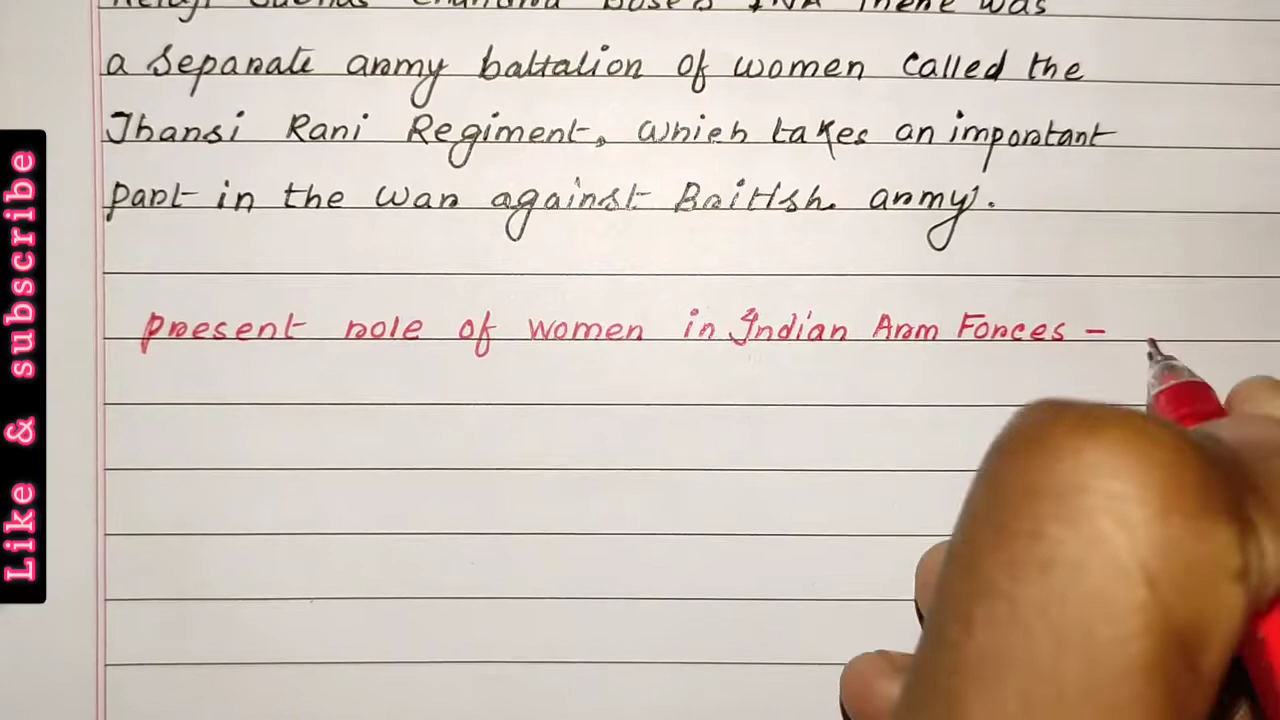 a separate army battalion of women called the
Jhansi Rani Regiment, which takes an important
part in the war against British army.
present role of women in Indian Arm Forces -
Like & subscribe